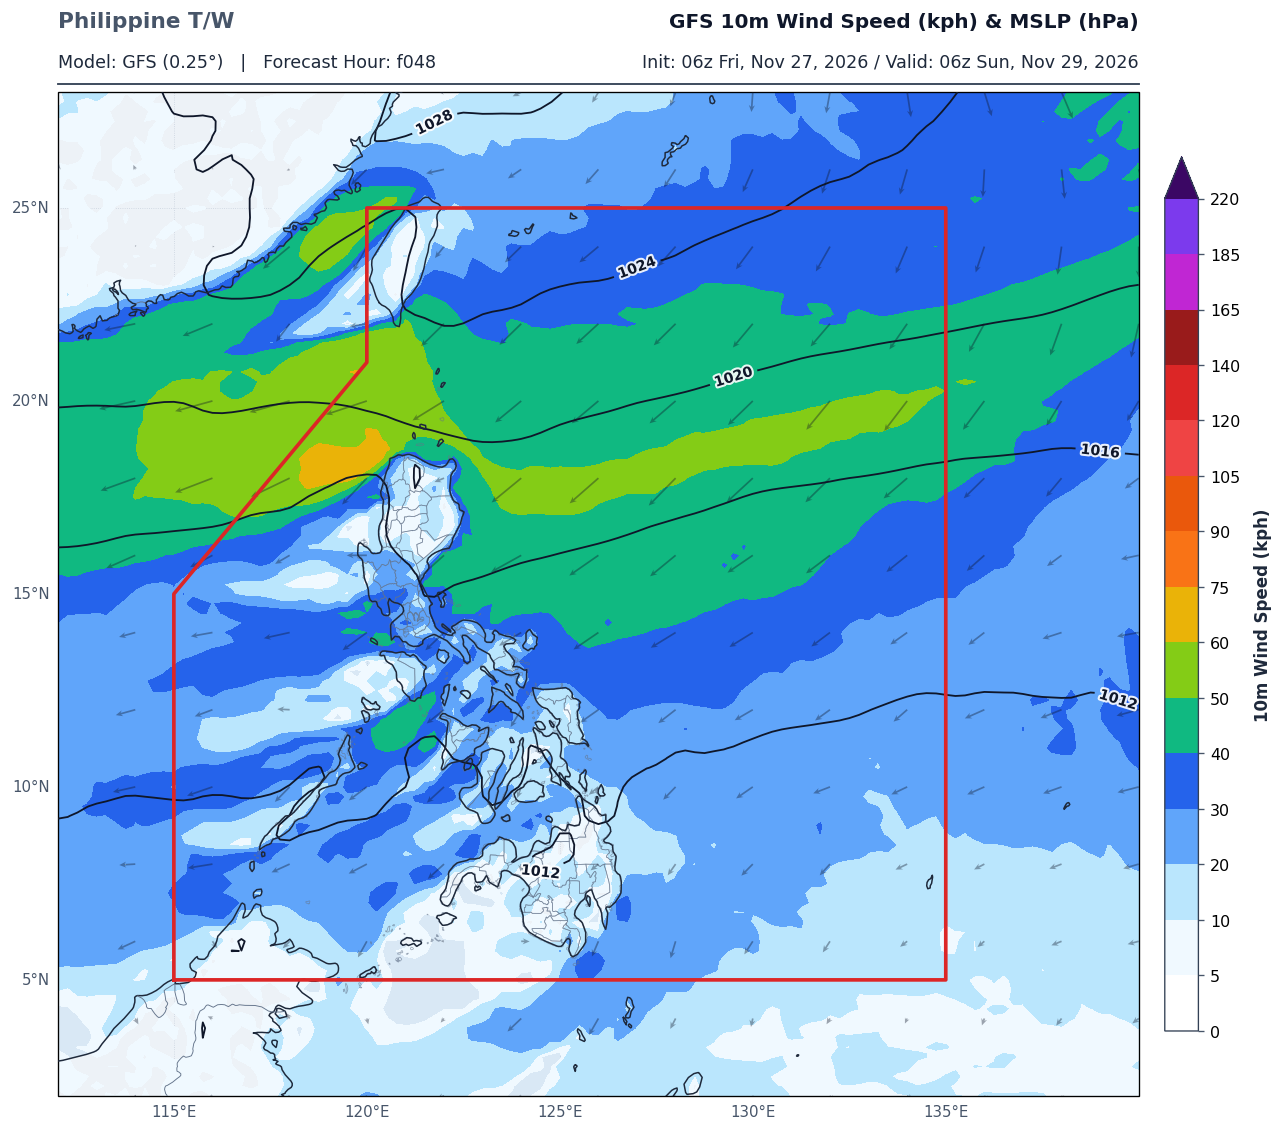 Philippine T/W
GFS 10m Wind Speed (kph) & MSLP (hPa)
Model: GFS (0.25°)   |   Forecast Hour: f048
Init: 06z Fri, Nov 27, 2026 / Valid: 06z Sun, Nov 29, 2026
1028
25°N
1024
1020
20°N
1016
15°N
1012
10°N
1012
5°N
115°E
120°E
125°E
130°E
135°E
220
185
165
140
120
105
90
75
60
50
40
30
20
10
5
0
10m Wind Speed (kph)